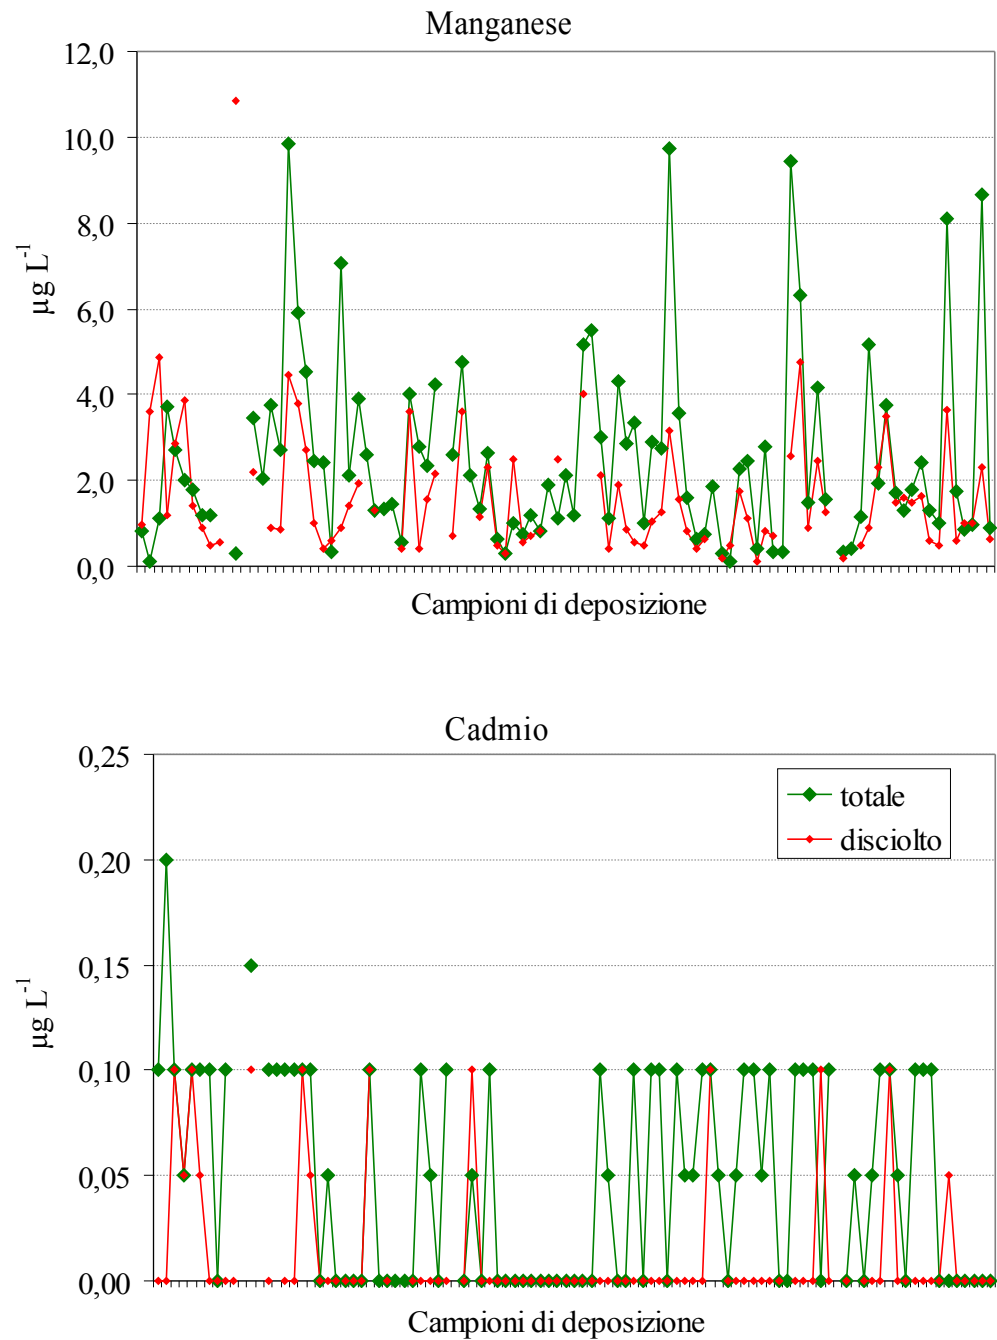 Manganese
12,0
10,0
8,0
6,0
4,0
2,0
0,0
µg L⁻¹
Campioni di deposizione
Cadmio
0,25
0,20
0,15
0,10
0,05
0,00
µg L⁻¹
totale
disciolto
Campioni di deposizione